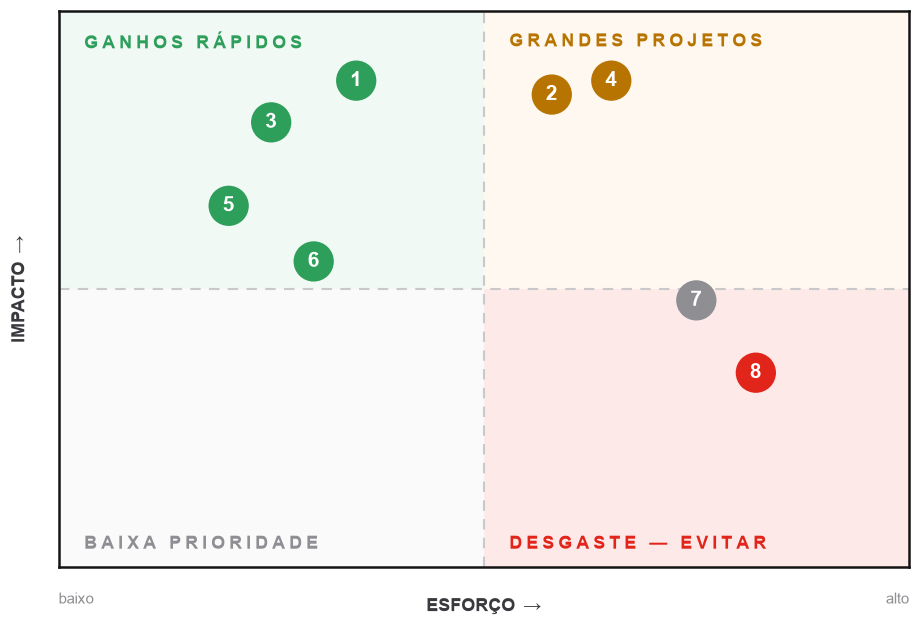 GANHOS RÁPIDOS
GRANDES PROJETOS
1
2
4
3
5
6
7
8
IMPACTO →
BAIXA PRIORIDADE
DESGASTE — EVITAR
baixo
ESFORÇO →
alto